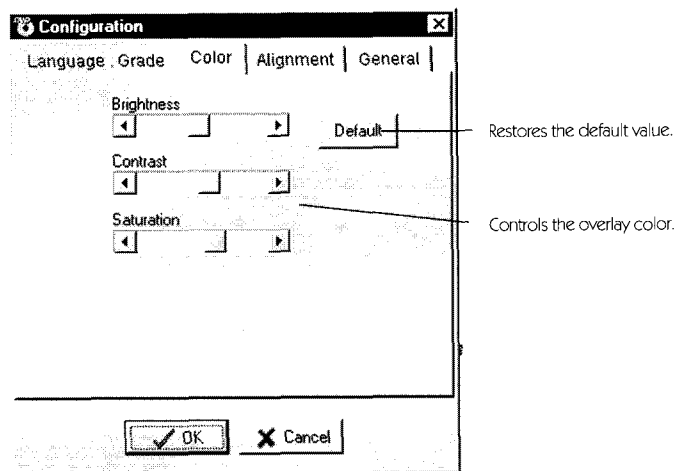 Configuration
Language Grade Color Alignment General
Brightness
Default
Restores the default value.
Contrast
Controls the overlay color.
Saturation
OK Cancel